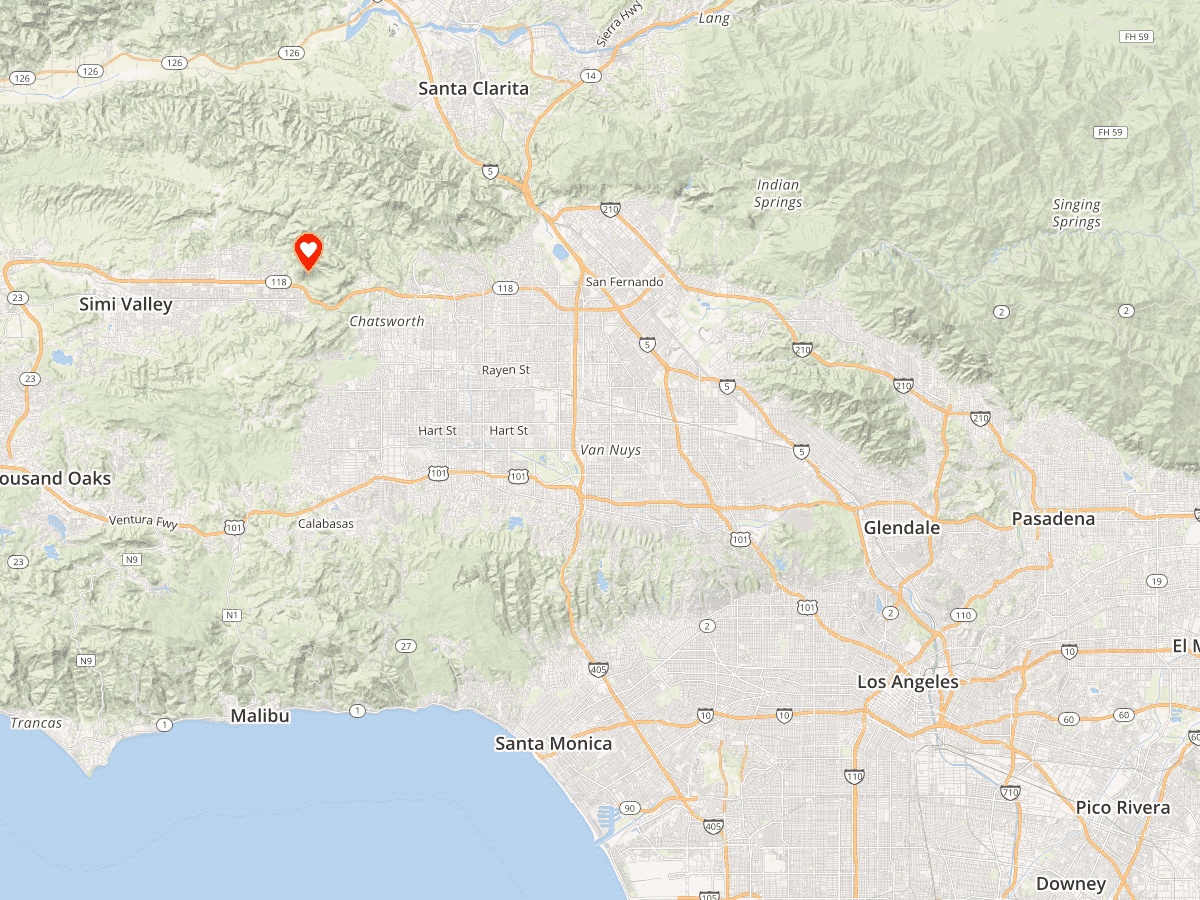 Lang
Sierra Hwy
FH 59
126
126
126
126
14
Santa Clarita
FH 59
5
Indian
Springs
Singing
Springs
210
118
118
San Fernando
23
Simi Valley
Chatsworth
2
2
5
210
Rayen St
23
5
210
210
Hart St
Hart St
Van Nuys
5
101
101
ousand Oaks
Ventura Fwy
101
Calabasas
Glendale
Pasadena
101
23
N9
19
N1
101
2
110
2
27
10
El M
N9
405
Los Angeles
Trancas
1
Malibu
1
10
10
60
60
60
Santa Monica
110
710
90
Pico Rivera
405
Downey
105